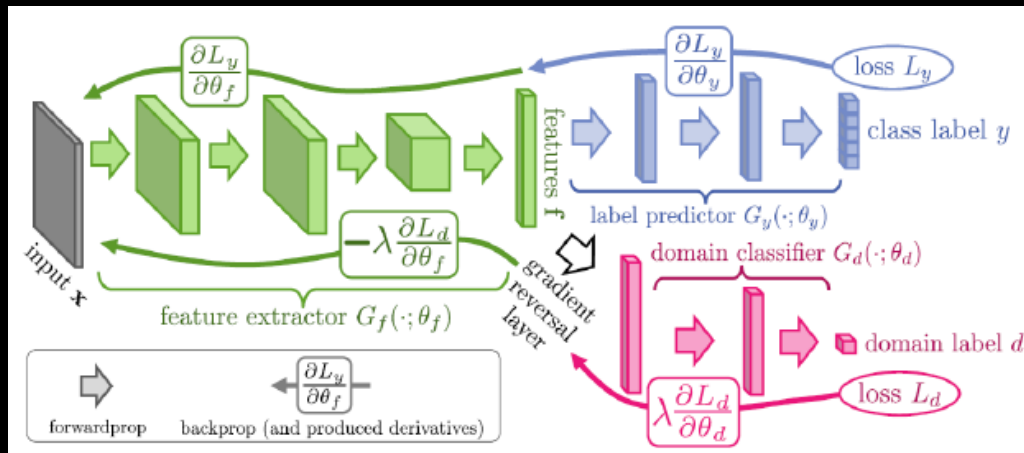 ∂L_y/∂θ_f
∂L_y/∂θ_y
loss L_y
class label y
features f
label predictor G_y(·; θ_y)
input x
−λ ∂L_d/∂θ_f
feature extractor G_f(·; θ_f)
gradient
reversal
layer
domain classifier G_d(·; θ_d)
domain label d
λ ∂L_d/∂θ_d
loss L_d
∂L_y/∂θ_f
forwardprop
backprop (and produced derivatives)